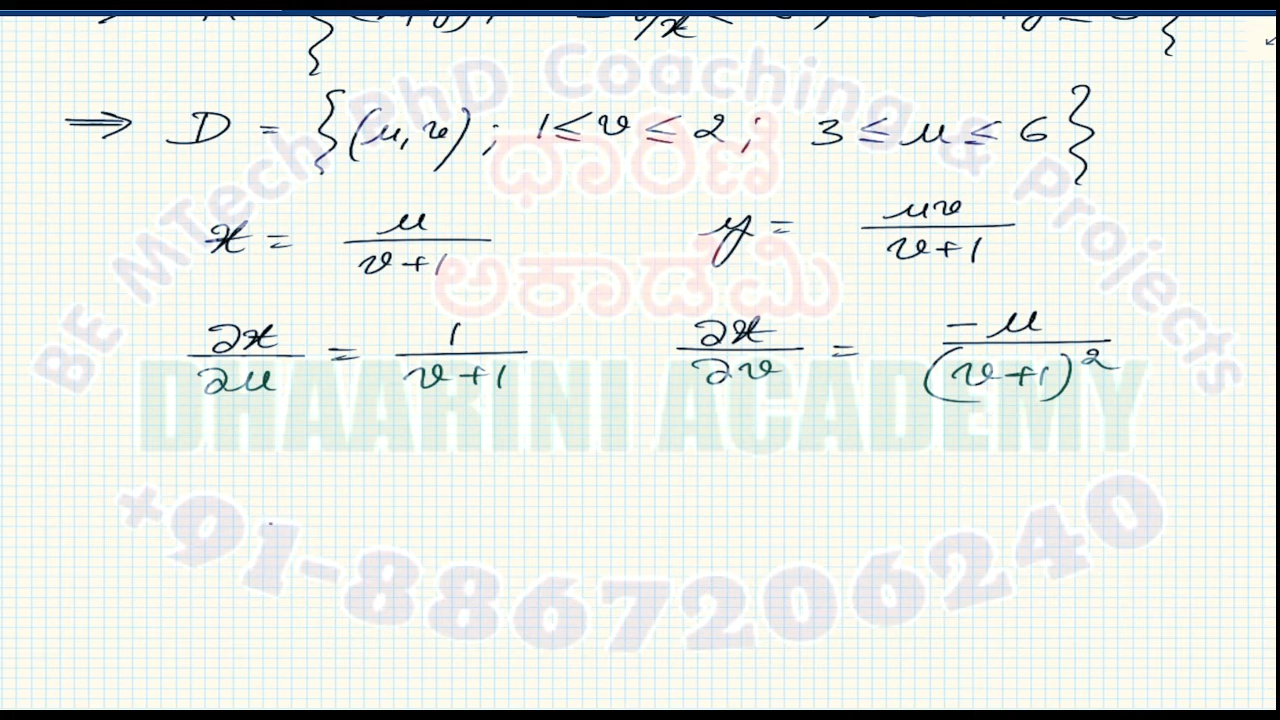 y/x
⇒ D = {(u, v); 1 ≤ v ≤ 2; 3 ≤ u ≤ 6}
x = u/(v+1) y = uv/(v+1)
∂x/∂u = 1/(v+1) ∂x/∂v = -u/(v+1)²
BE MTech PhD Coaching & Projects
ಧಾರಿಣಿ
ಅಕಾಡೆಮಿ
DHAARINI ACADEMY
+91-8867206240